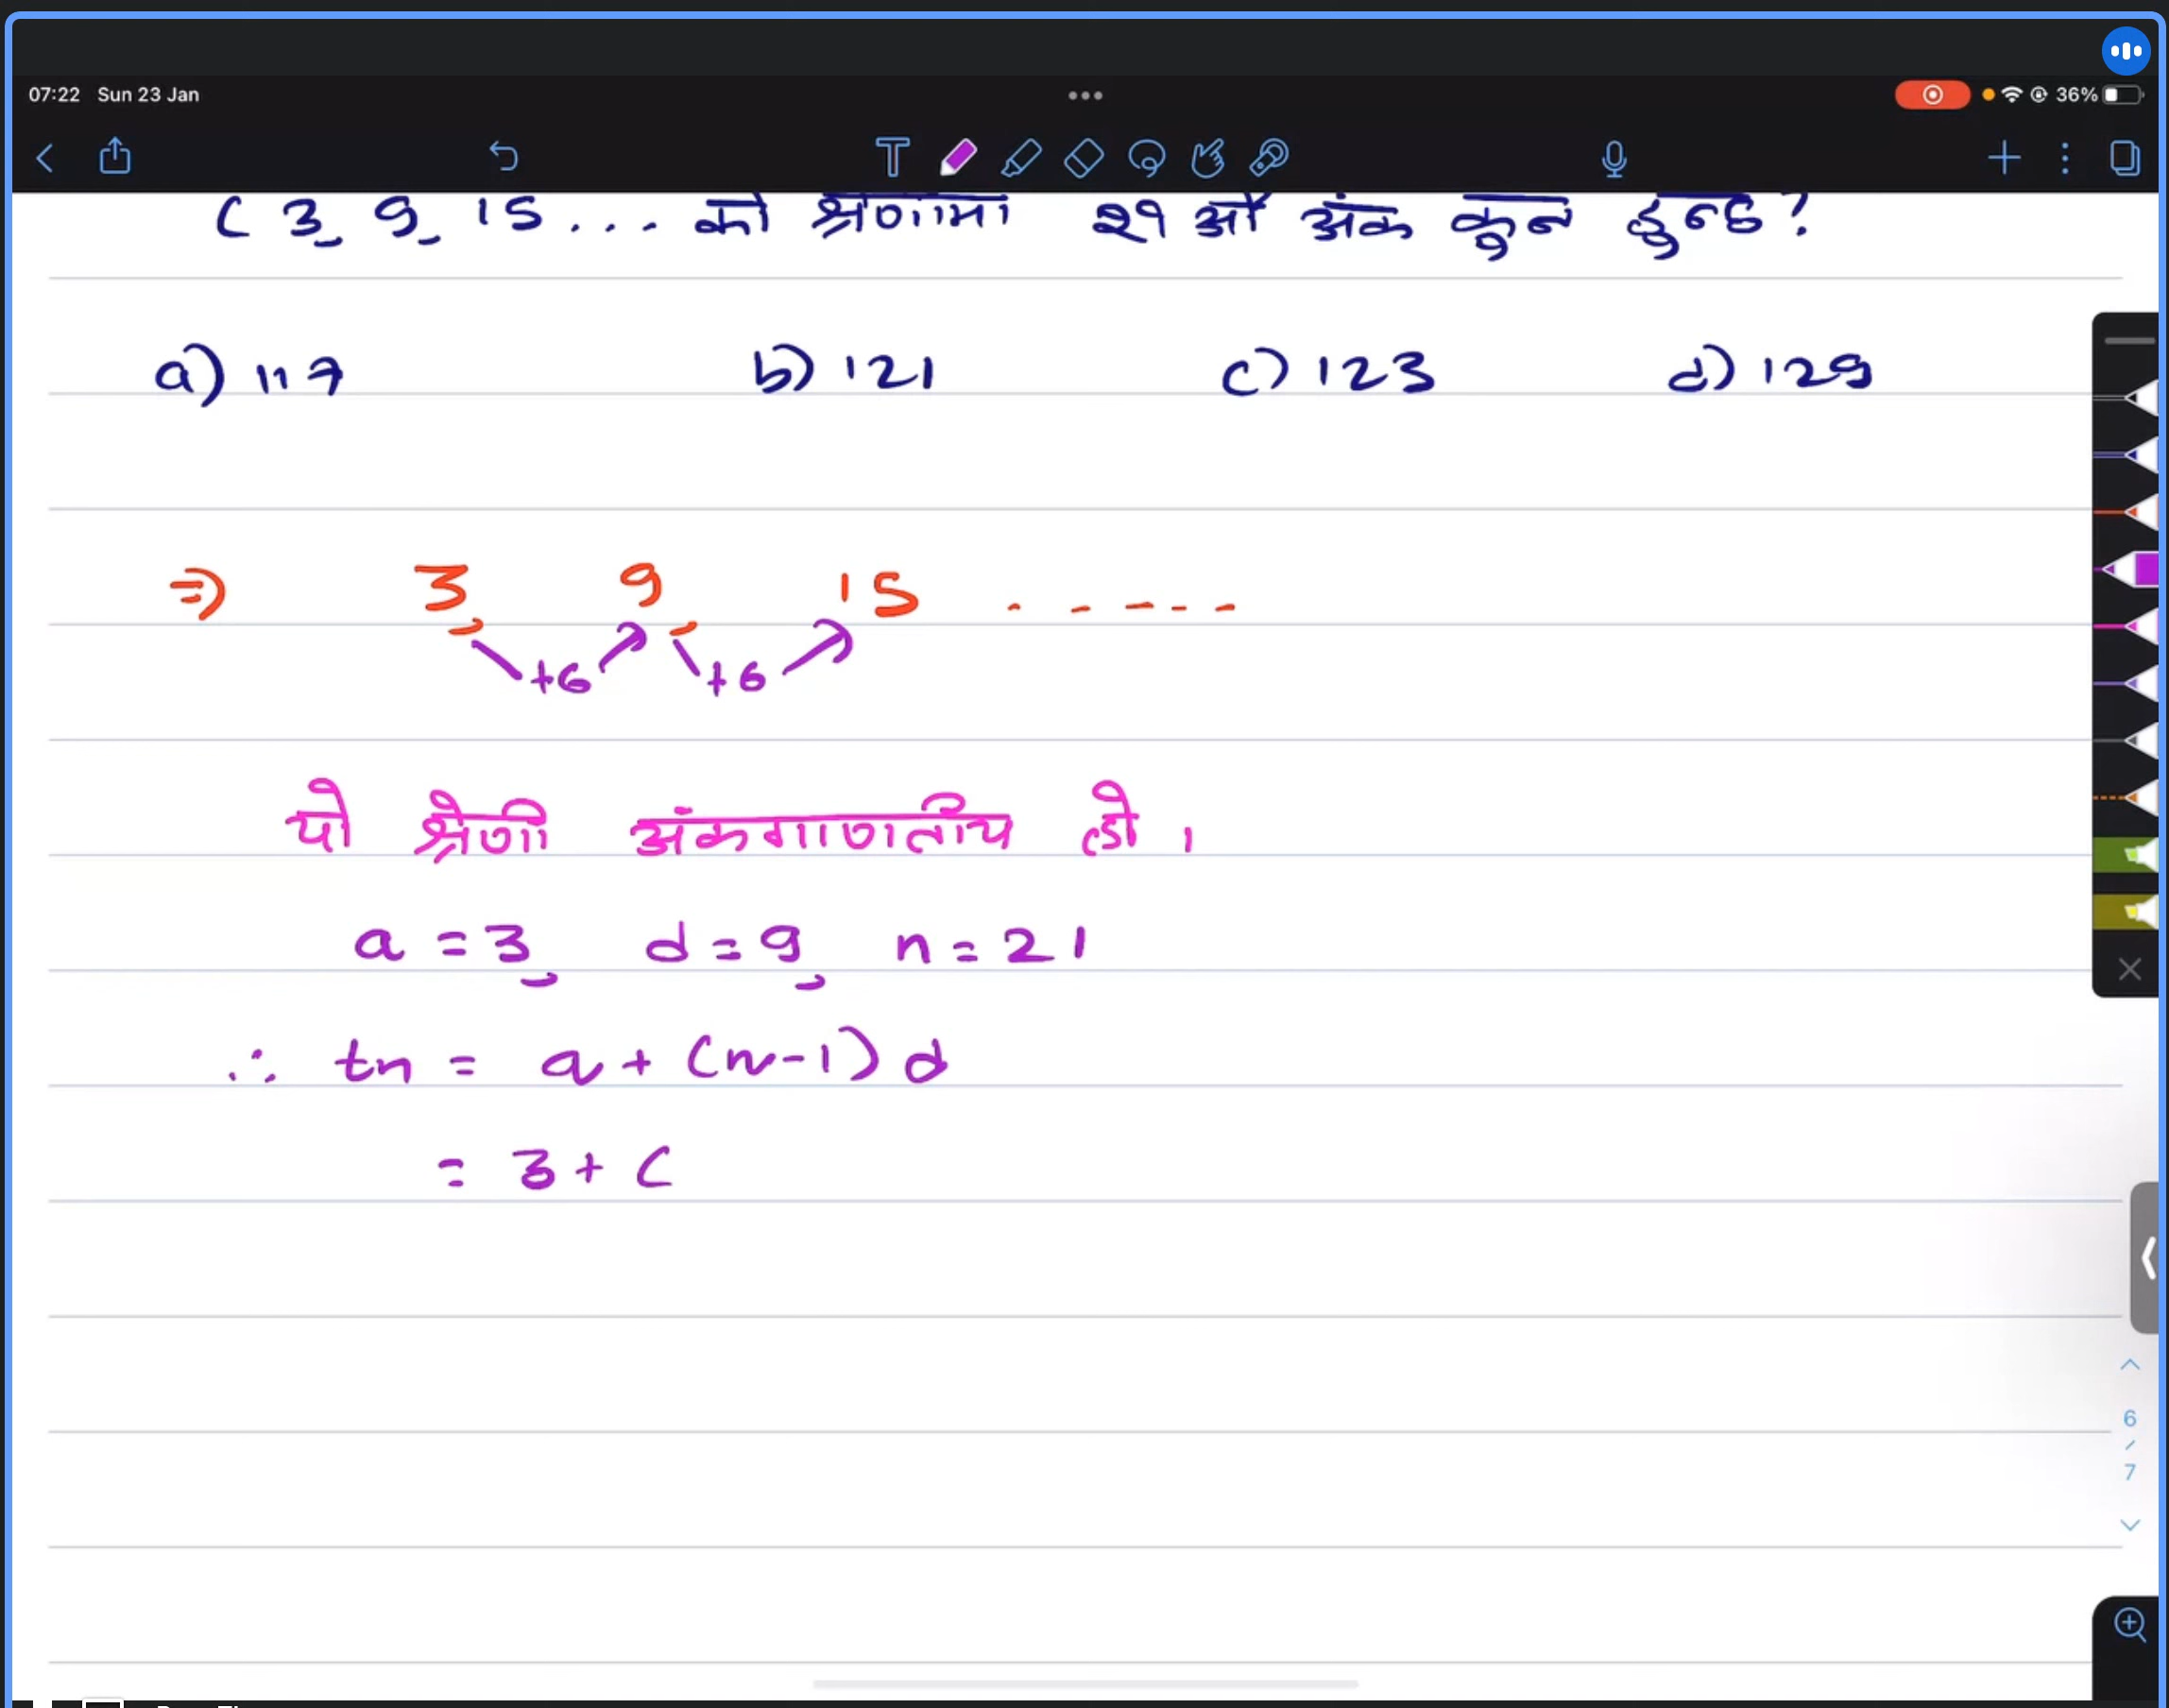 07:22 Sun 23 Jan
36%
( 3, 9, 15 ... को श्रेणीमा २१ औं अंक कुन हुन्छ?
a) 117 b) 121 c) 123 d) 129
⇒) 3, 9, 15 . - - - -
+6 +6
यो श्रेणी अंकगाणितीय हो ।
a = 3, d = 9, n = 21
∴ tn = a + (n-1) d
= 3 + (
6
/
7